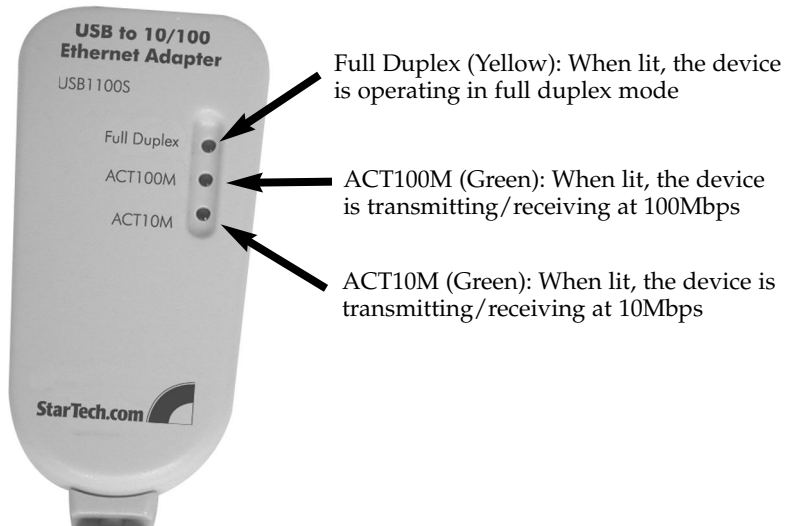 USB to 10/100
Ethernet Adapter
USB1100S
Full Duplex
ACT100M
ACT10M
StarTech.com
Full Duplex (Yellow): When lit, the device
is operating in full duplex mode
ACT100M (Green): When lit, the device
is transmitting/receiving at 100Mbps
ACT10M (Green): When lit, the device is
transmitting/receiving at 10Mbps